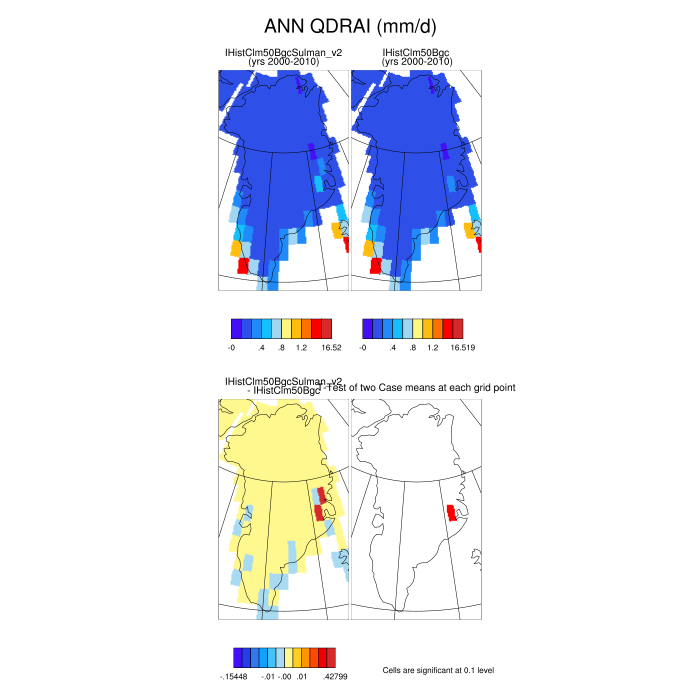 ANN QDRAI (mm/d)
IHistClm50BgcSulman_v2
(yrs 2000-2010)
IHistClm50Bgc
(yrs 2000-2010)
-0 .4 .8 1.2 16.52
-0 .4 .8 1.2 16.519
IHistClm50BgcSulman_v2
- IHistClm50Bgc
T-Test of two Case means at each grid point
-.15448 -.01 -.00 .01 .42799
Cells are significant at 0.1 level